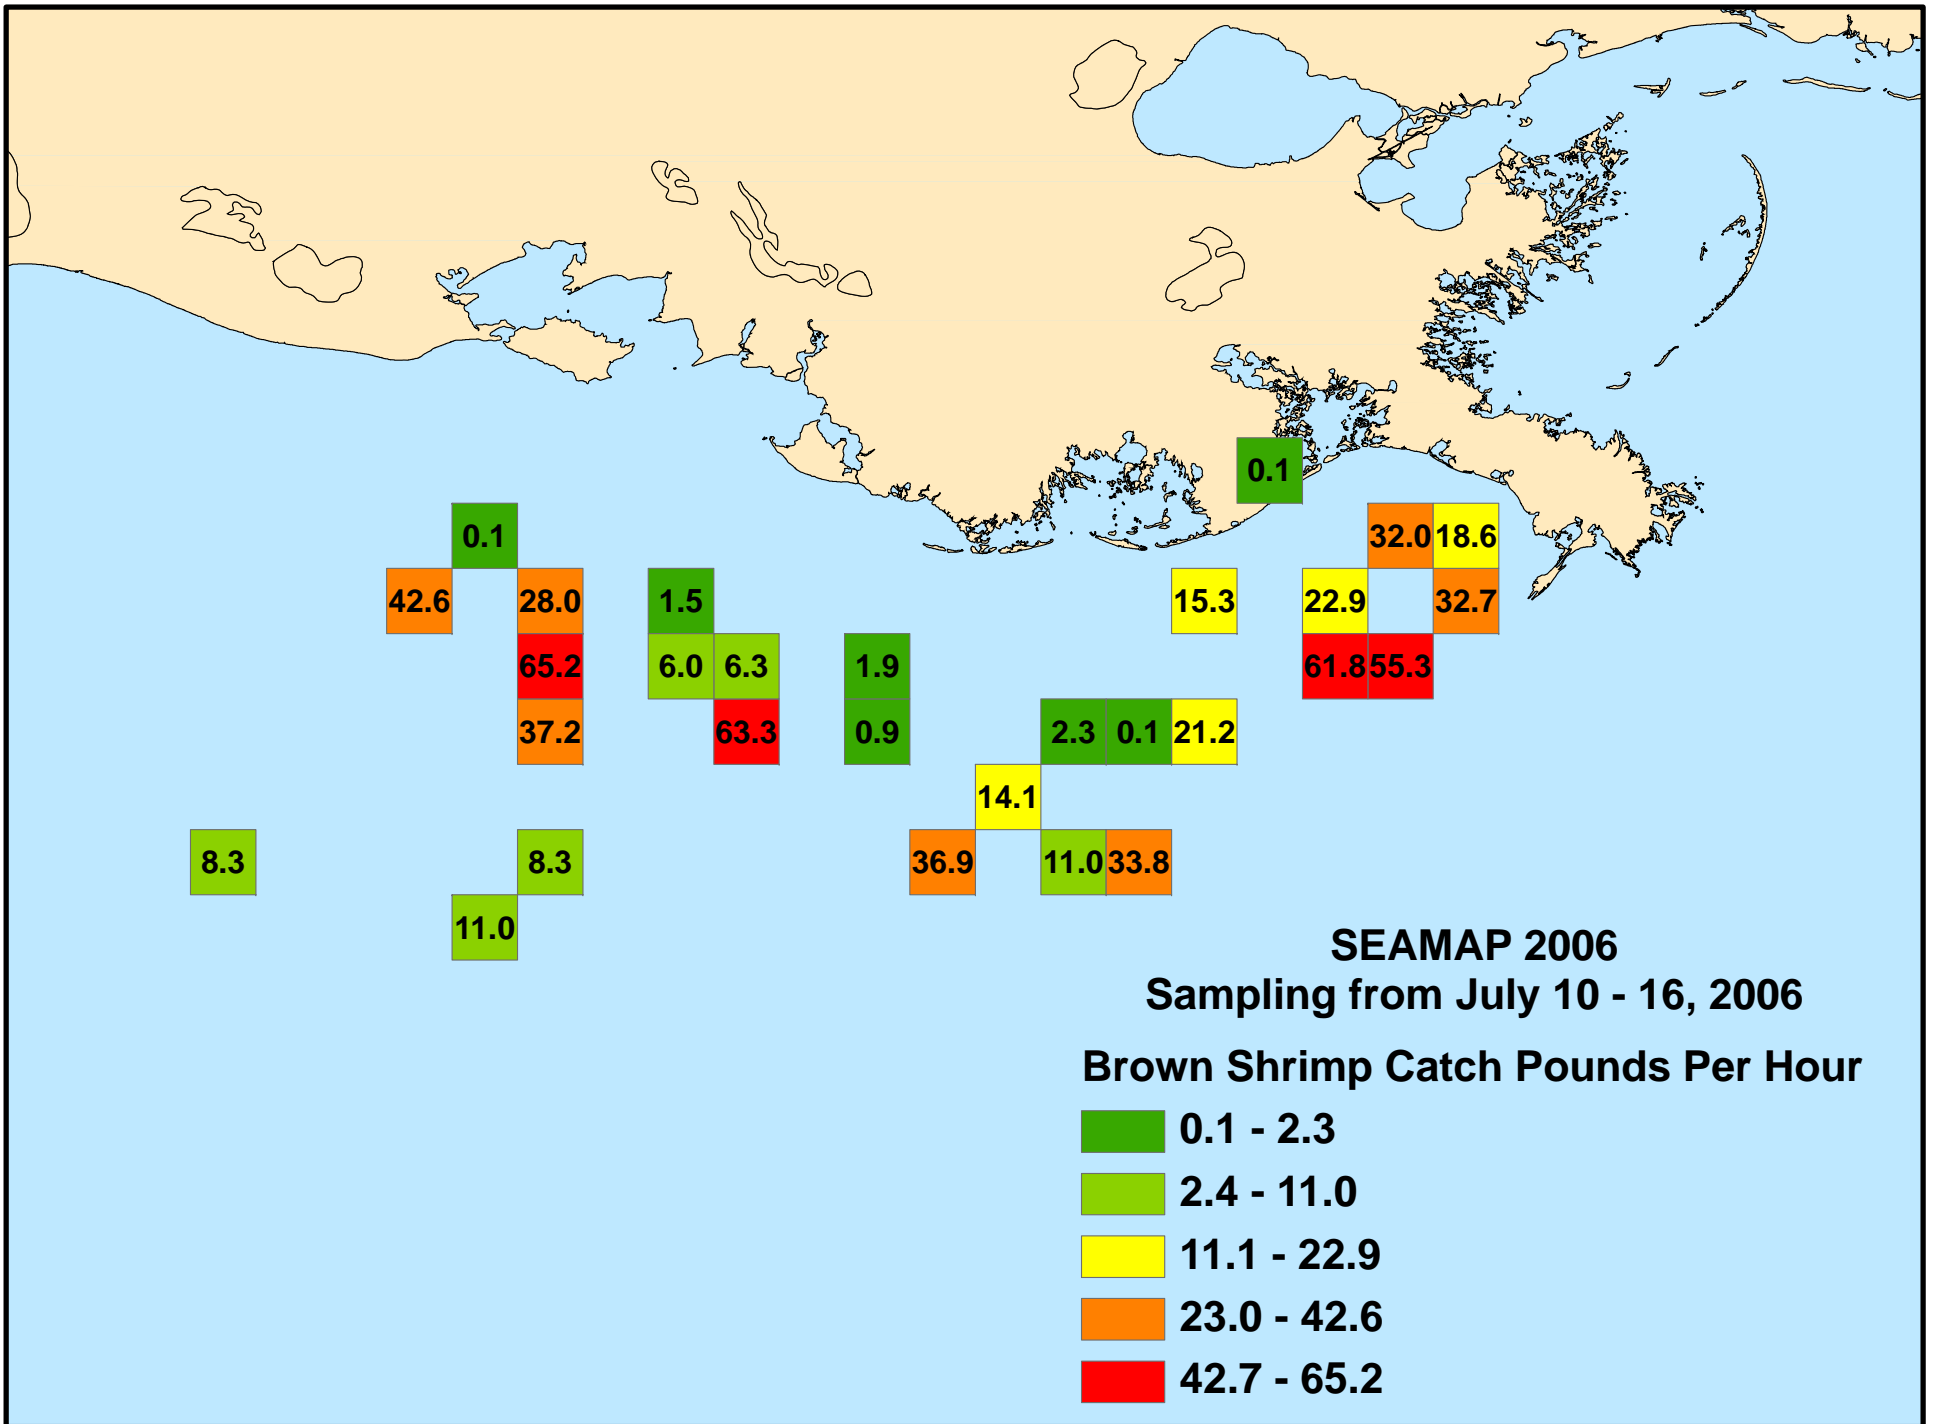 0.1
0.1 32.0 18.6
42.6 28.0 1.5 15.3 22.9 32.7
65.2 6.0 6.3 1.9 61.8 55.3
37.2 63.3 0.9 2.3 0.1 21.2
14.1
8.3 8.3 36.9 11.0 33.8
11.0
SEAMAP 2006
Sampling from July 10 - 16, 2006
Brown Shrimp Catch Pounds Per Hour
0.1 - 2.3
2.4 - 11.0
11.1 - 22.9
23.0 - 42.6
42.7 - 65.2